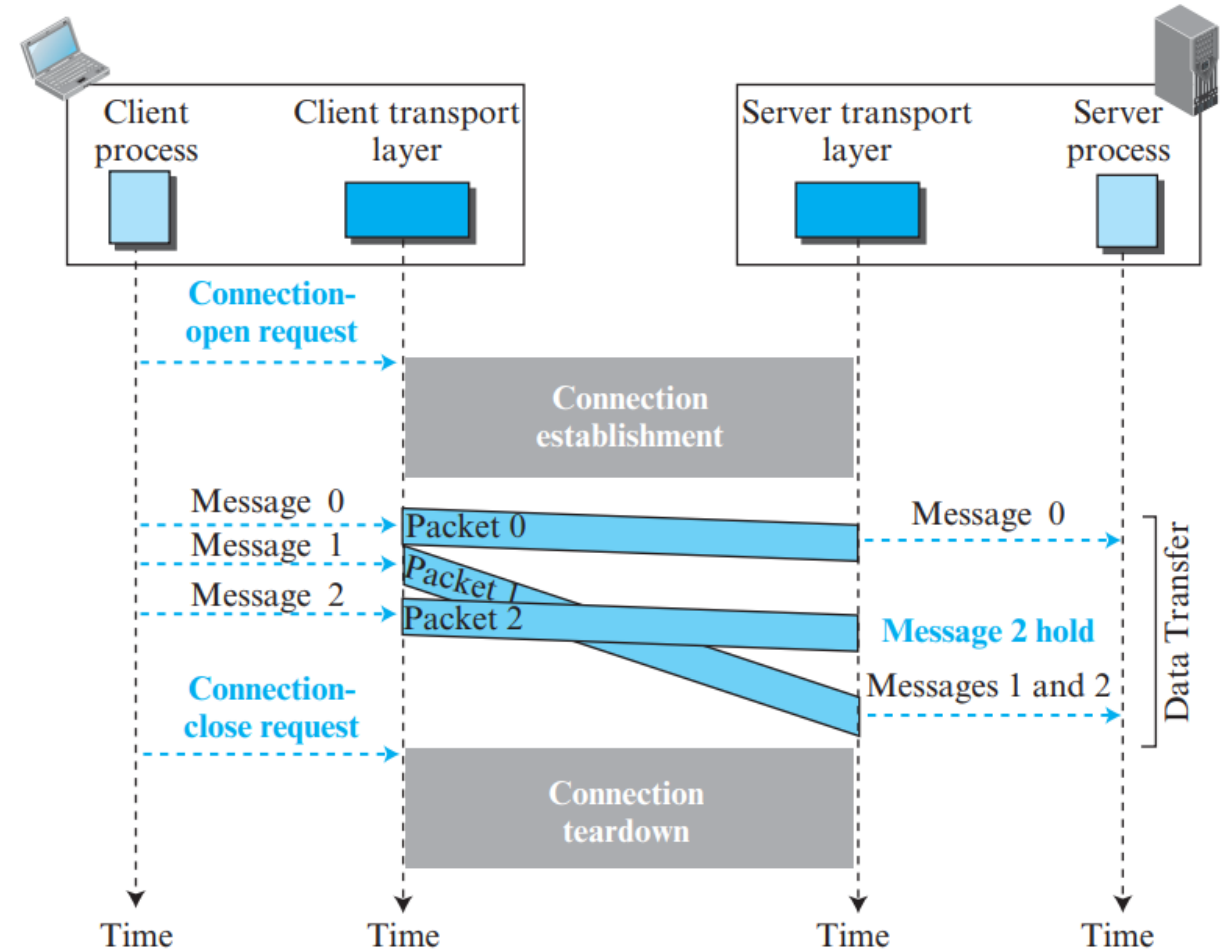 Client
process
Client transport
layer
Server transport
layer
Server
process
Connection-
open request
Connection
establishment
Message 0
Packet 0
Message 0
Message 1
Packet 1
Message 2
Packet 2
Message 2 hold
Messages 1 and 2
Data Transfer
Connection-
close request
Connection
teardown
Time
Time
Time
Time